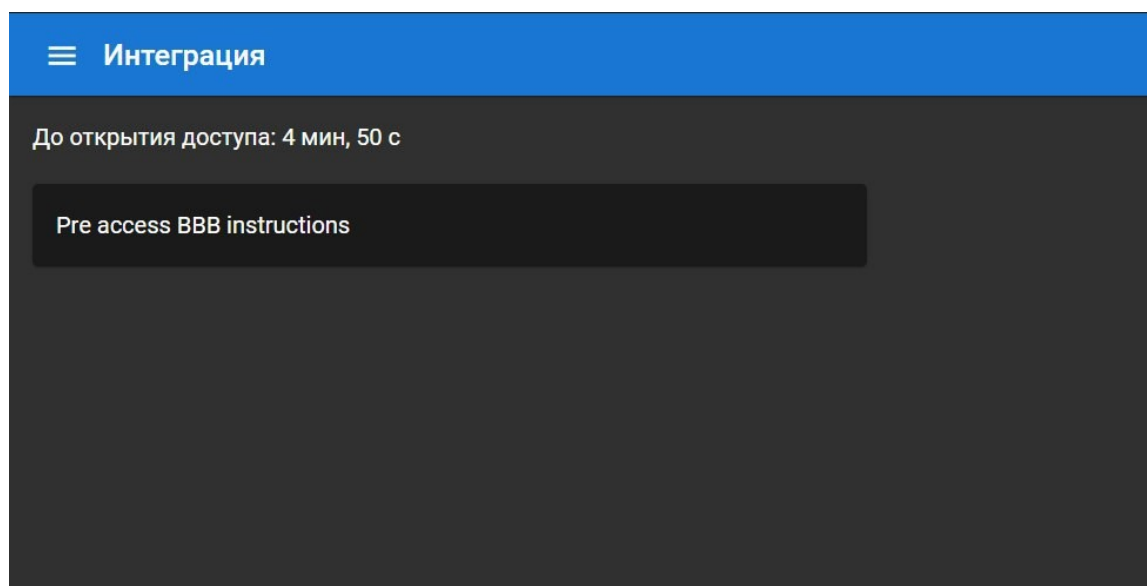 Интеграция
До открытия доступа: 4 мин, 50 с
Pre access BBB instructions